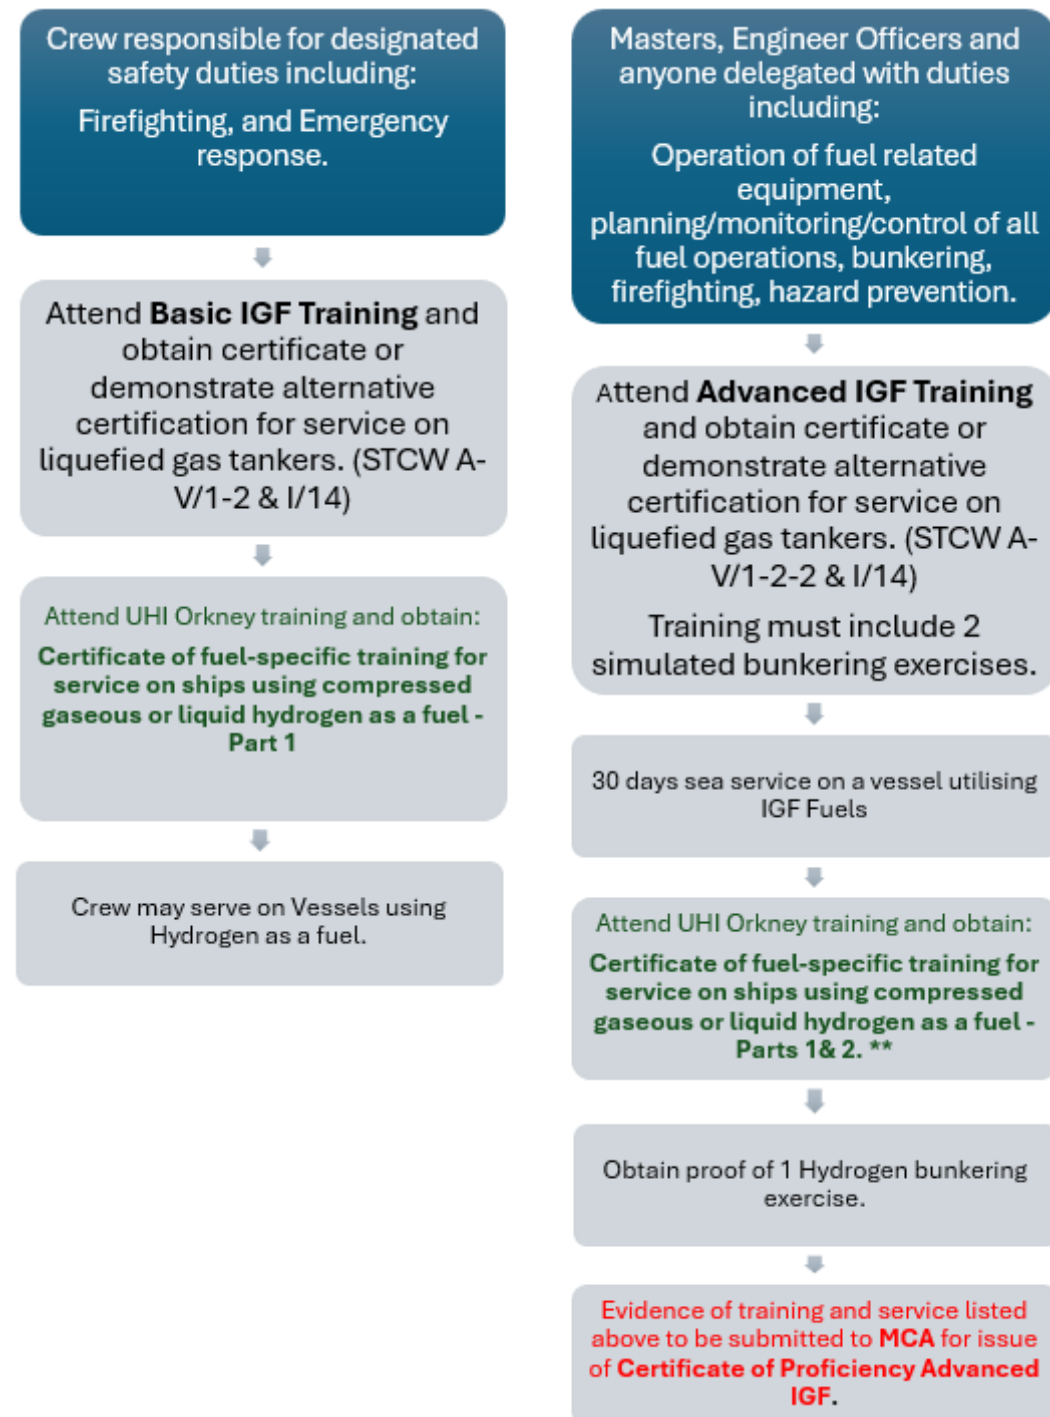 Crew responsible for designated
safety duties including:
Firefighting, and Emergency
response.
Attend Basic IGF Training and
obtain certificate or
demonstrate alternative
certification for service on
liquefied gas tankers. (STCW A-
V/1-2 & I/14)
Attend UHI Orkney training and obtain:
Certificate of fuel-specific training for
service on ships using compressed
gaseous or liquid hydrogen as a fuel -
Part 1
Crew may serve on Vessels using
Hydrogen as a fuel.
Masters, Engineer Officers and
anyone delegated with duties
including:
Operation of fuel related
equipment,
planning/monitoring/control of all
fuel operations, bunkering,
firefighting, hazard prevention.
Attend Advanced IGF Training
and obtain certificate or
demonstrate alternative
certification for service on
liquefied gas tankers. (STCW A-
V/1-2-2 & I/14)
Training must include 2
simulated bunkering exercises.
30 days sea service on a vessel utilising
IGF Fuels
Attend UHI Orkney training and obtain:
Certificate of fuel-specific training for
service on ships using compressed
gaseous or liquid hydrogen as a fuel -
Parts 1& 2. **
Obtain proof of 1 Hydrogen bunkering
exercise.
Evidence of training and service listed
above to be submitted to MCA for issue
of Certificate of Proficiency Advanced
IGF.